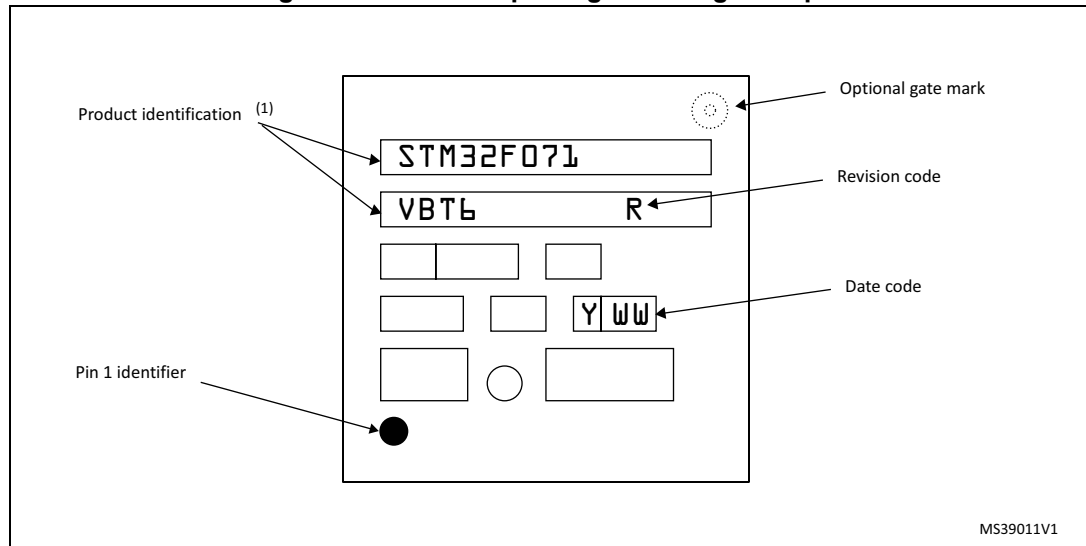 Optional gate mark
Product identification (1)
STM32F071
Revision code
VBT6 R
Date code
Y WW
Pin 1 identifier
MS39011V1